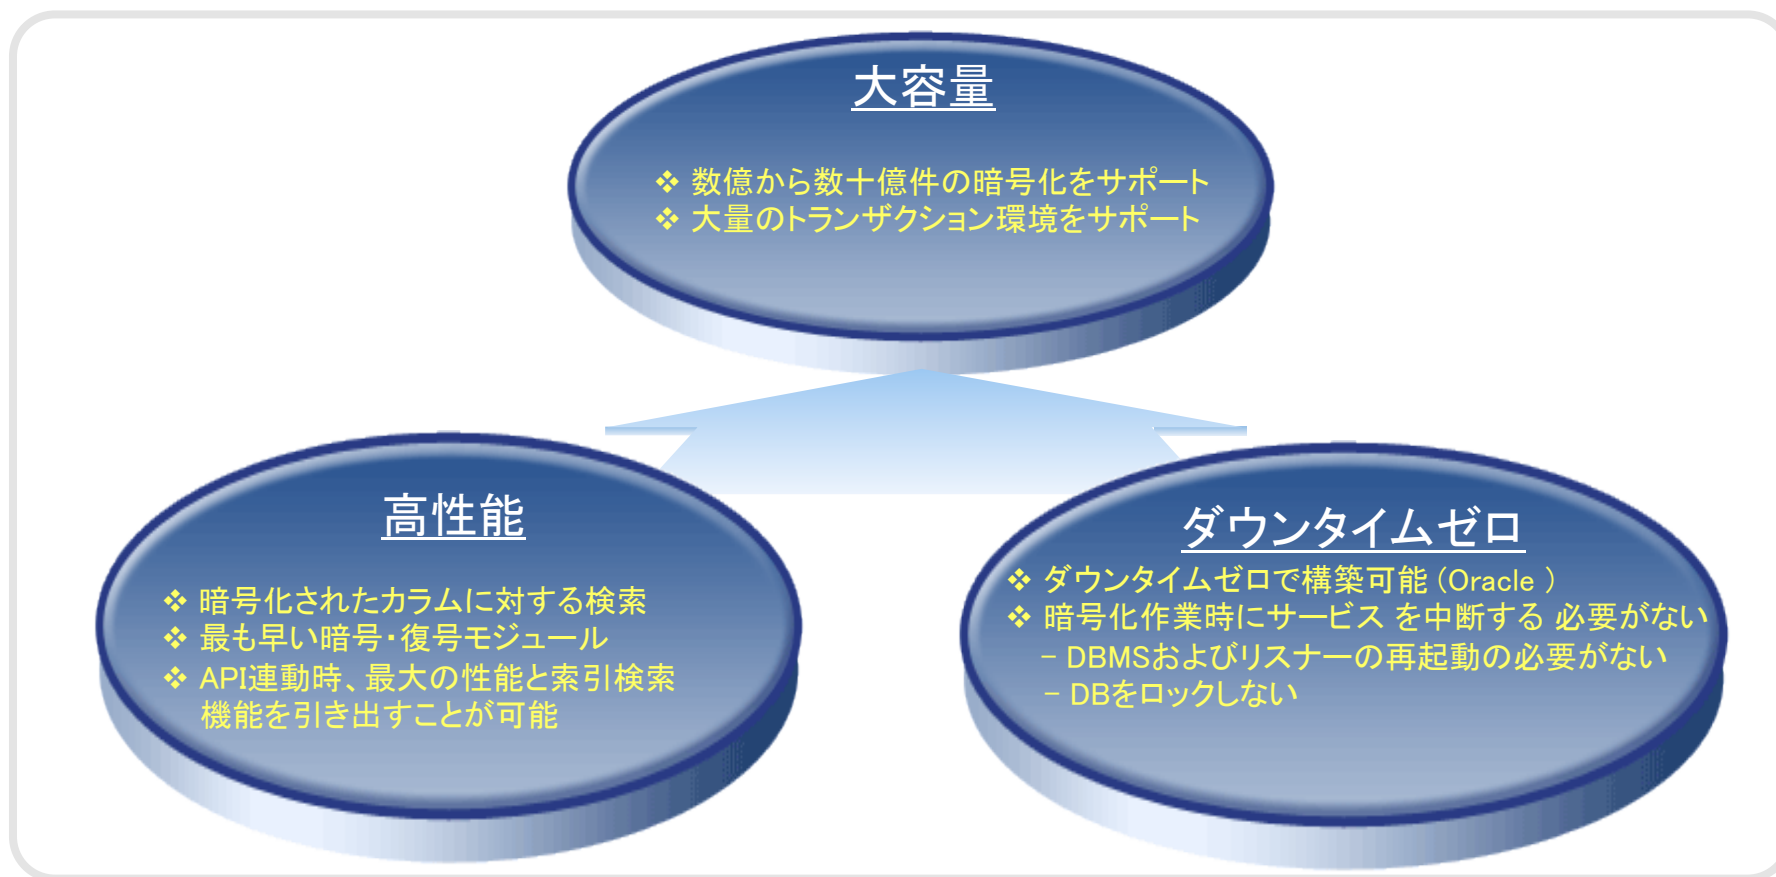 大容量
❖ 数億から数十億件の暗号化をサポート
❖ 大量のトランザクション環境をサポート
高性能
❖ 暗号化されたカラムに対する検索
❖ 最も早い暗号・復号モジュール
❖ API連動時、最大の性能と索引検索
機能を引き出すことが可能
ダウンタイムゼロ
❖ ダウンタイムゼロで構築可能 (Oracle )
❖ 暗号化作業時にサービス を中断する 必要がない
− DBMSおよびリスナーの再起動の必要がない
− DBをロックしない